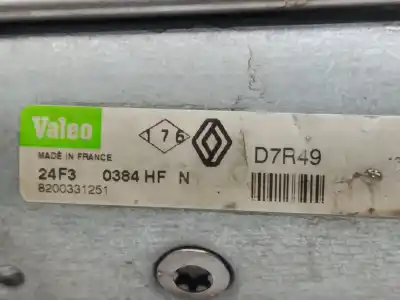 Valeo
176
D7R49
MADE IN FRANCE
24F3 0384 HF N
8200331251